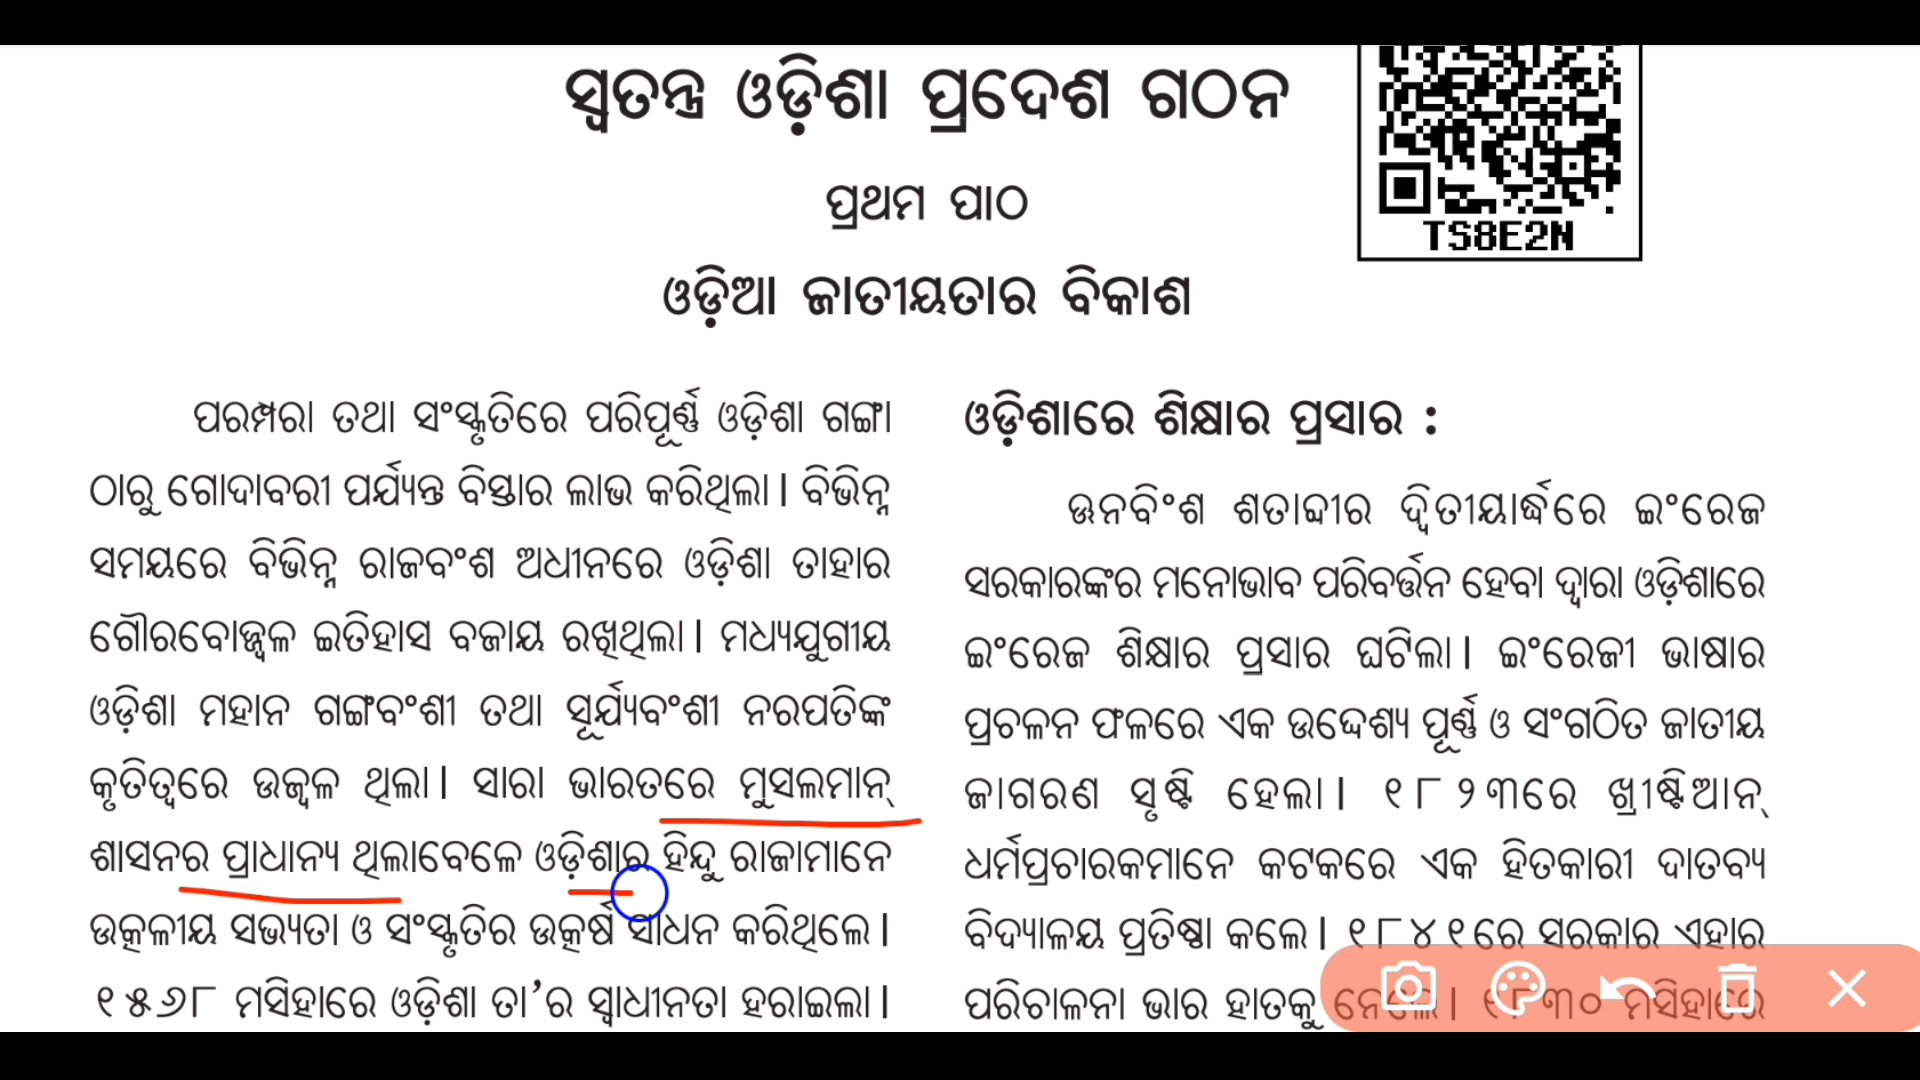 ସ୍ୱତନ୍ତ୍ର ଓଡ଼ିଶା ପ୍ରଦେଶ ଗଠନ
ପ୍ରଥମ ପାଠ
TS8E2N
ଓଡ଼ିଆ ଜାତୀୟତାର ବିକାଶ
ପରମ୍ପରା ତଥା ସଂସ୍କୃତିରେ ପରିପୂର୍ଣ୍ଣ ଓଡ଼ିଶା ଗଙ୍ଗା
ଠାରୁ ଗୋଦାବରୀ ପର୍ଯ୍ୟନ୍ତ ବିସ୍ତାର ଲାଭ କରିଥିଲା। ବିଭିନ୍ନ
ସମୟରେ ବିଭିନ୍ନ ରାଜବଂଶ ଅଧୀନରେ ଓଡ଼ିଶା ତାହାର
ଗୌରବୋଜ୍ଜ୍ୱଳ ଇତିହାସ ବଜାୟ ରଖିଥିଲା। ମଧ୍ୟଯୁଗୀୟ
ଓଡ଼ିଶା ମହାନ ଗଙ୍ଗବଂଶୀ ତଥା ସୂର୍ଯ୍ୟବଂଶୀ ନରପତିଙ୍କ
କୃତିତ୍ୱରେ ଉଜ୍ଜ୍ୱଳ ଥିଲା। ସାରା ଭାରତରେ ମୁସଲମାନ୍
ଶାସନର ପ୍ରାଧାନ୍ୟ ଥିଲାବେଳେ ଓଡ଼ିଶାର ହିନ୍ଦୁ ରାଜାମାନେ
ଉତ୍କଳୀୟ ସଭ୍ୟତା ଓ ସଂସ୍କୃତିର ଉତ୍କର୍ଷ ସାଧନ କରିଥିଲେ।
୧୫୬୮ ମସିହାରେ ଓଡ଼ିଶା ତା’ର ସ୍ୱାଧୀନତା ହରାଇଲା।
ଓଡ଼ିଶାରେ ଶିକ୍ଷାର ପ୍ରସାର :
ଊନବିଂଶ ଶତାବ୍ଦୀର ଦ୍ୱିତୀୟାର୍ଦ୍ଧରେ ଇଂରେଜ
ସରକାରଙ୍କର ମନୋଭାବ ପରିବର୍ତ୍ତନ ହେବା ଦ୍ୱାରା ଓଡ଼ିଶାରେ
ଇଂରେଜ ଶିକ୍ଷାର ପ୍ରସାର ଘଟିଲା। ଇଂରେଜୀ ଭାଷାର
ପ୍ରଚଳନ ଫଳରେ ଏକ ଉଦ୍ଦେଶ୍ୟ ପୂର୍ଣ୍ଣ ଓ ସଂଗଠିତ ଜାତୀୟ
ଜାଗରଣ ସୃଷ୍ଟି ହେଲା। ୧୮୨୩ରେ ଖ୍ରୀଷ୍ଟିଆନ୍
ଧର୍ମପ୍ରଚାରକମାନେ କଟକରେ ଏକ ହିତକାରୀ ଦାତବ୍ୟ
ବିଦ୍ୟାଳୟ ପ୍ରତିଷ୍ଠା କଲେ। ୧୮୪୧ରେ ସରକାର ଏହାର
ପରିଚାଳନା ଭାର ହାତକୁ ନେଲେ। ୧୮୩୦ ମସିହାରେ